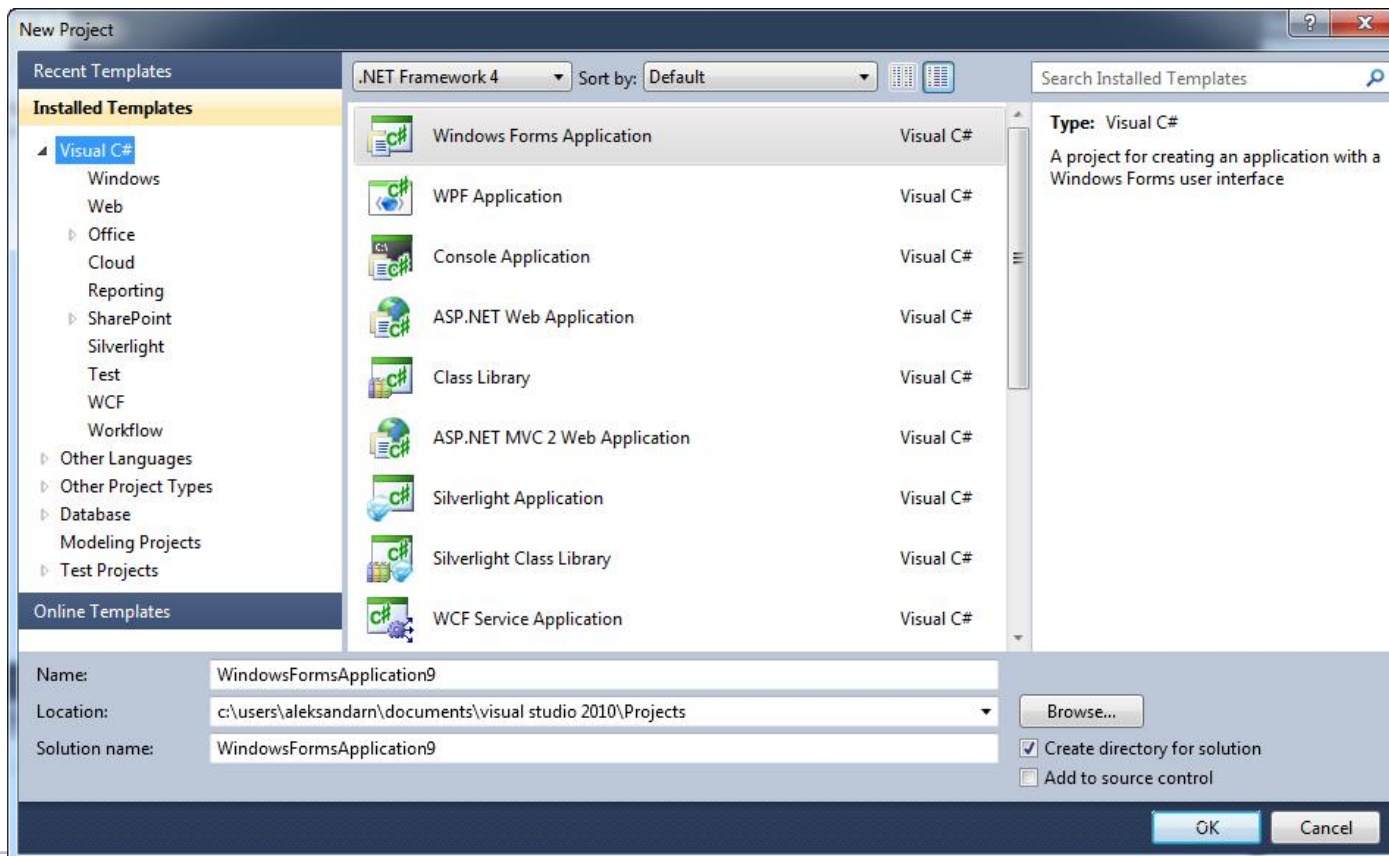 New Project
Recent Templates
Installed Templates
Visual C#
Windows
Web
Office
Cloud
Reporting
SharePoint
Silverlight
Test
WCF
Workflow
Other Languages
Other Project Types
Database
Modeling Projects
Test Projects
Online Templates
.NET Framework 4 Sort by: Default
Windows Forms Application Visual C#
WPF Application Visual C#
Console Application Visual C#
ASP.NET Web Application Visual C#
Class Library Visual C#
ASP.NET MVC 2 Web Application Visual C#
Silverlight Application Visual C#
Silverlight Class Library Visual C#
WCF Service Application Visual C#
Search Installed Templates
Type: Visual C#
A project for creating an application with a
Windows Forms user interface
Name: WindowsFormsApplication9
Location: c:\users\aleksandarn\documents\visual studio 2010\Projects Browse...
Solution name: WindowsFormsApplication9
Create directory for solution
Add to source control
OK Cancel